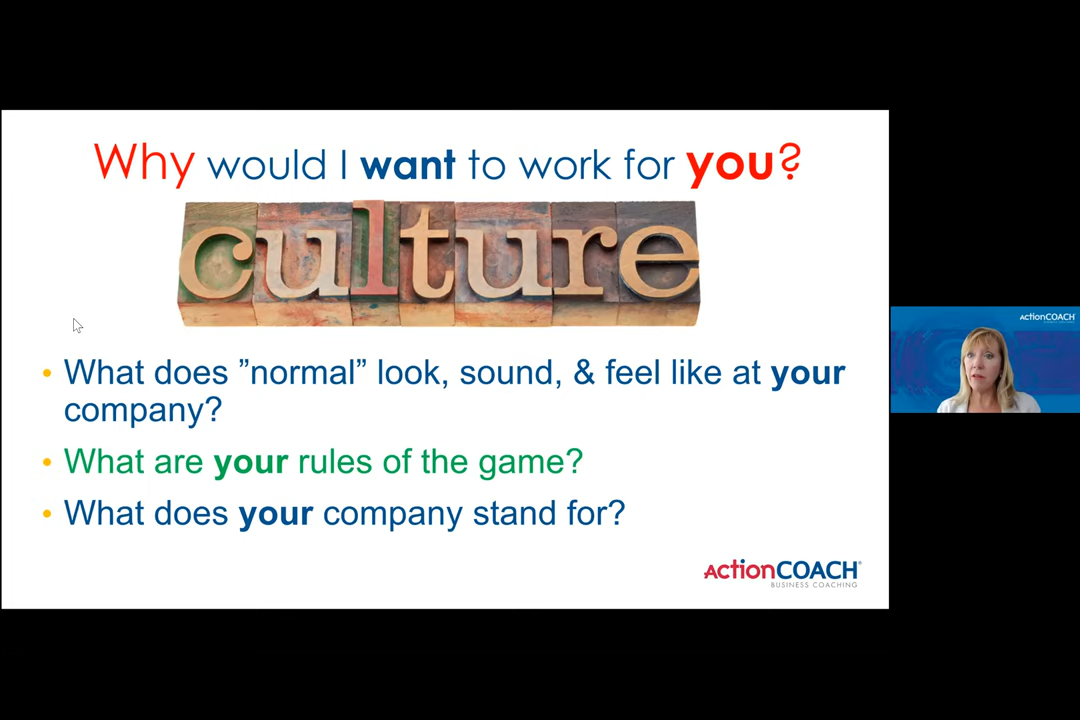 Why would I want to work for you?
culture
• What does ”normal” look, sound, & feel like at your
company?
• What are your rules of the game?
• What does your company stand for?
ActionCOACH®
BUSINESS COACHING
ActionCOACH